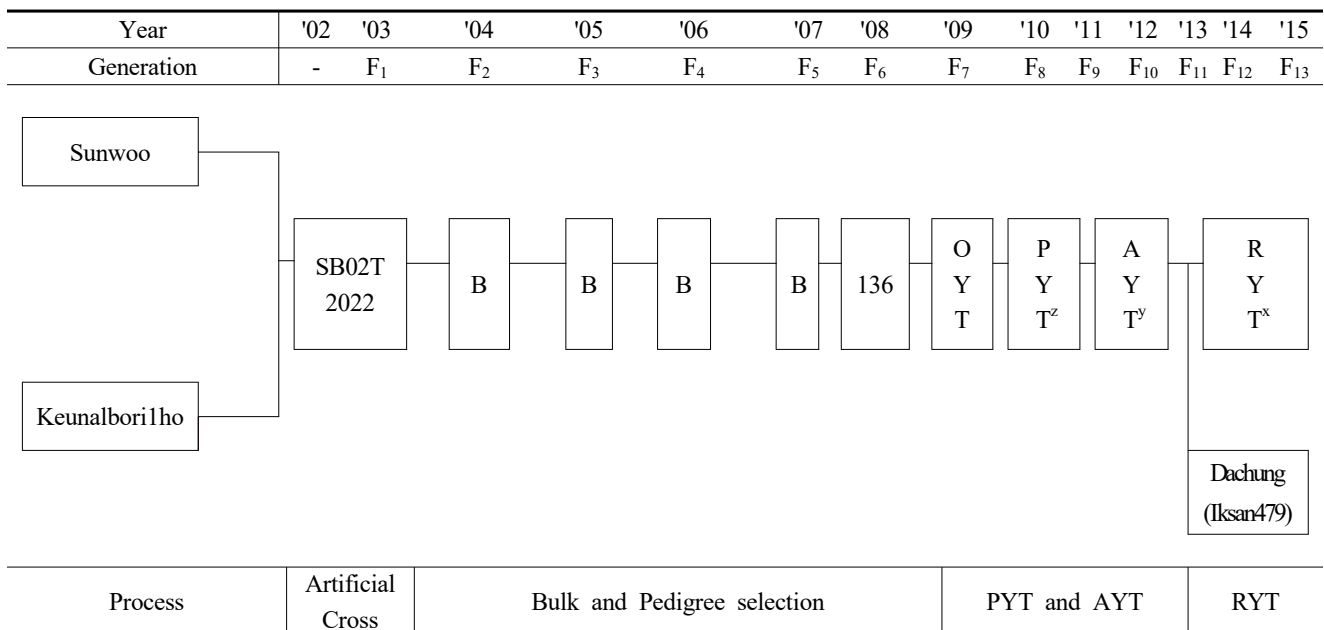 Year '02 '03 '04 '05 '06 '07 '08 '09 '10 '11 '12 '13 '14 '15
Generation - F₁ F₂ F₃ F₄ F₅ F₆ F₇ F₈ F₉ F₁₀ F₁₁ F₁₂ F₁₃
Sunwoo
SB02T
2022
B
B
B
B
136
O
Y
T
P
Y
Tᶻ
A
Y
Tʸ
R
Y
Tˣ
Keunalbori1ho
Dachung
(Iksan479)
Process
Artificial
Cross
Bulk and Pedigree selection
PYT and AYT
RYT